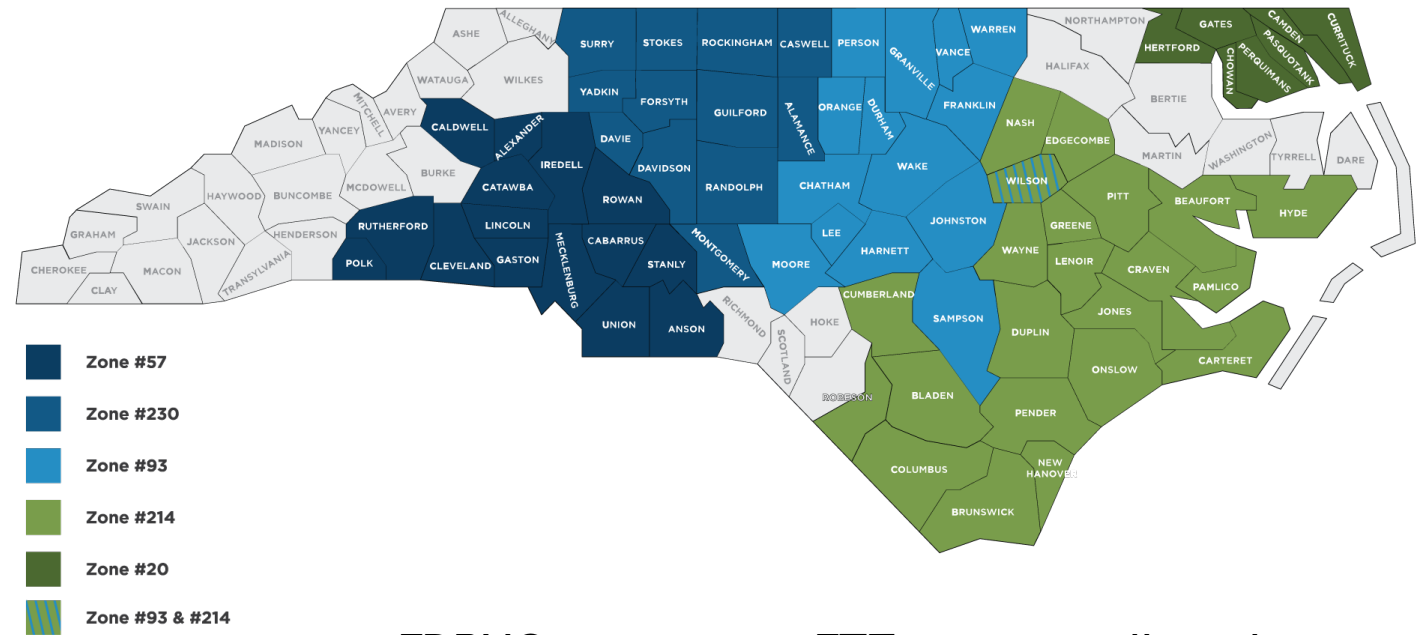 ALLEGHANY
ASHE
SURRY
STOKES
ROCKINGHAM
CASWELL
PERSON
GRANVILLE
VANCE
WARREN
NORTHAMPTON
HERTFORD
GATES
CAMDEN
CURRITUCK
PASQUOTANK
PERQUIMANS
CHOWAN
WATAUGA
WILKES
YADKIN
FORSYTH
GUILFORD
ALAMANCE
ORANGE
DURHAM
FRANKLIN
HALIFAX
BERTIE
MITCHELL
AVERY
YANCEY
MADISON
CALDWELL
ALEXANDER
IREDELL
DAVIE
DAVIDSON
RANDOLPH
CHATHAM
WAKE
NASH
EDGECOMBE
MARTIN
WASHINGTON
TYRRELL
DARE
BURKE
MCDOWELL
BUNCOMBE
HAYWOOD
SWAIN
CATAWBA
ROWAN
WILSON
PITT
BEAUFORT
HYDE
GRAHAM
JACKSON
HENDERSON
RUTHERFORD
LINCOLN
CABARRUS
MONTGOMERY
LEE
JOHNSTON
GREENE
CHEROKEE
CLAY
MACON
TRANSYLVANIA
POLK
CLEVELAND
GASTON
MECKLENBURG
STANLY
MOORE
HARNETT
WAYNE
LENOIR
CRAVEN
PAMLICO
UNION
ANSON
RICHMOND
SCOTLAND
HOKE
CUMBERLAND
SAMPSON
DUPLIN
JONES
ONSLOW
CARTERET
ROBESON
BLADEN
PENDER
COLUMBUS
NEW
HANOVER
BRUNSWICK
Zone #57
Zone #230
Zone #93
Zone #214
Zone #20
Zone #93 & #214